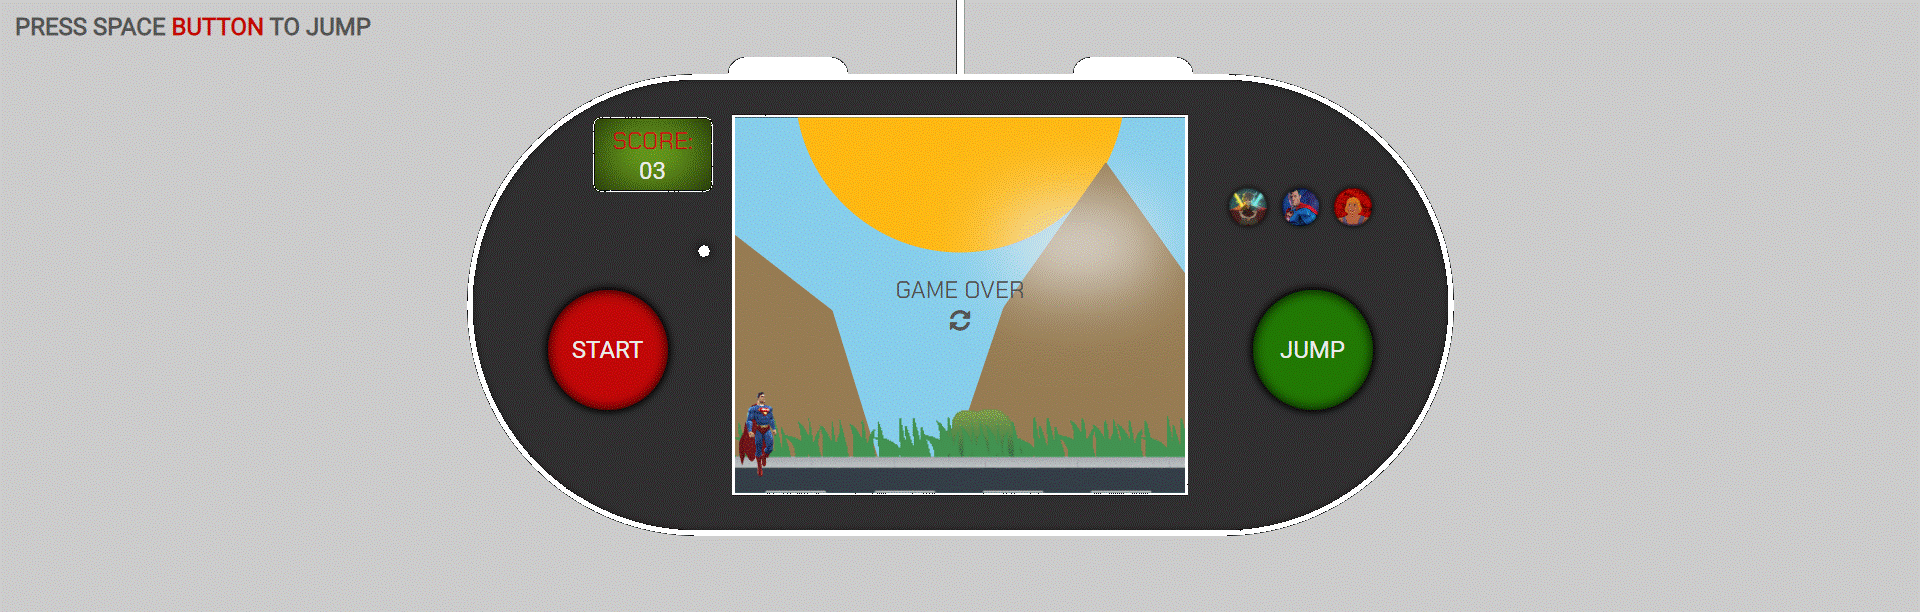 PRESS SPACE BUTTON TO JUMP
SCORE:
03
GAME OVER
START
JUMP